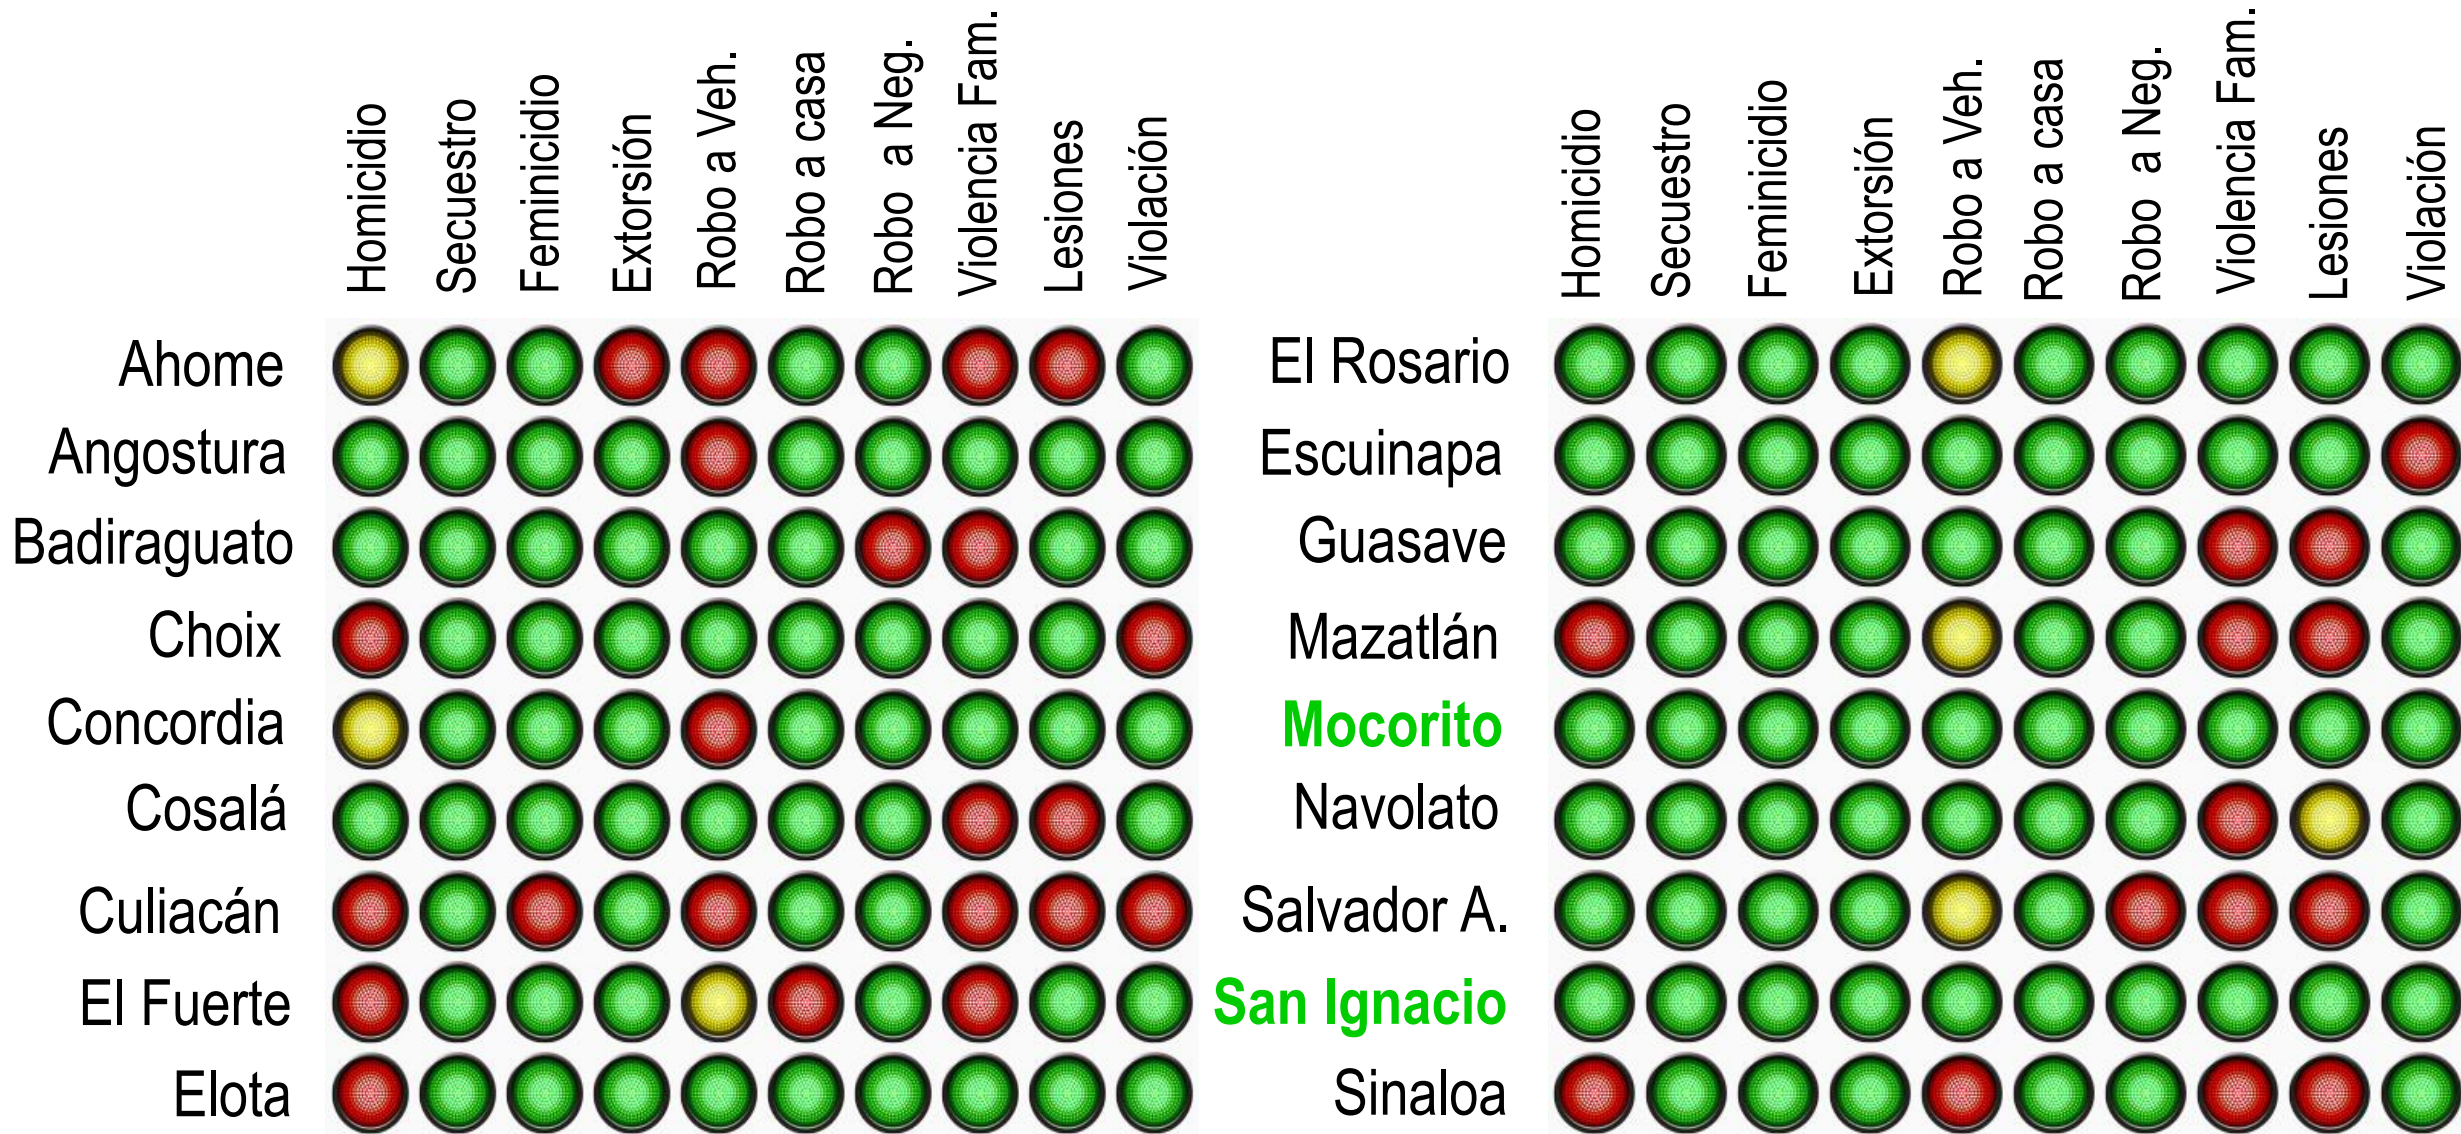 Homicidio
Secuestro
Feminicidio
Extorsión
Robo a Veh.
Robo a casa
Robo a Neg.
Violencia Fam.
Lesiones
Violación
Ahome
Angostura
Badiraguato
Choix
Concordia
Cosalá
Culiacán
El Fuerte
Elota
Homicidio
Secuestro
Feminicidio
Extorsión
Robo a Veh.
Robo a casa
Robo a Neg.
Violencia Fam.
Lesiones
Violación
El Rosario
Escuinapa
Guasave
Mazatlán
Mocorito
Navolato
Salvador A.
San Ignacio
Sinaloa